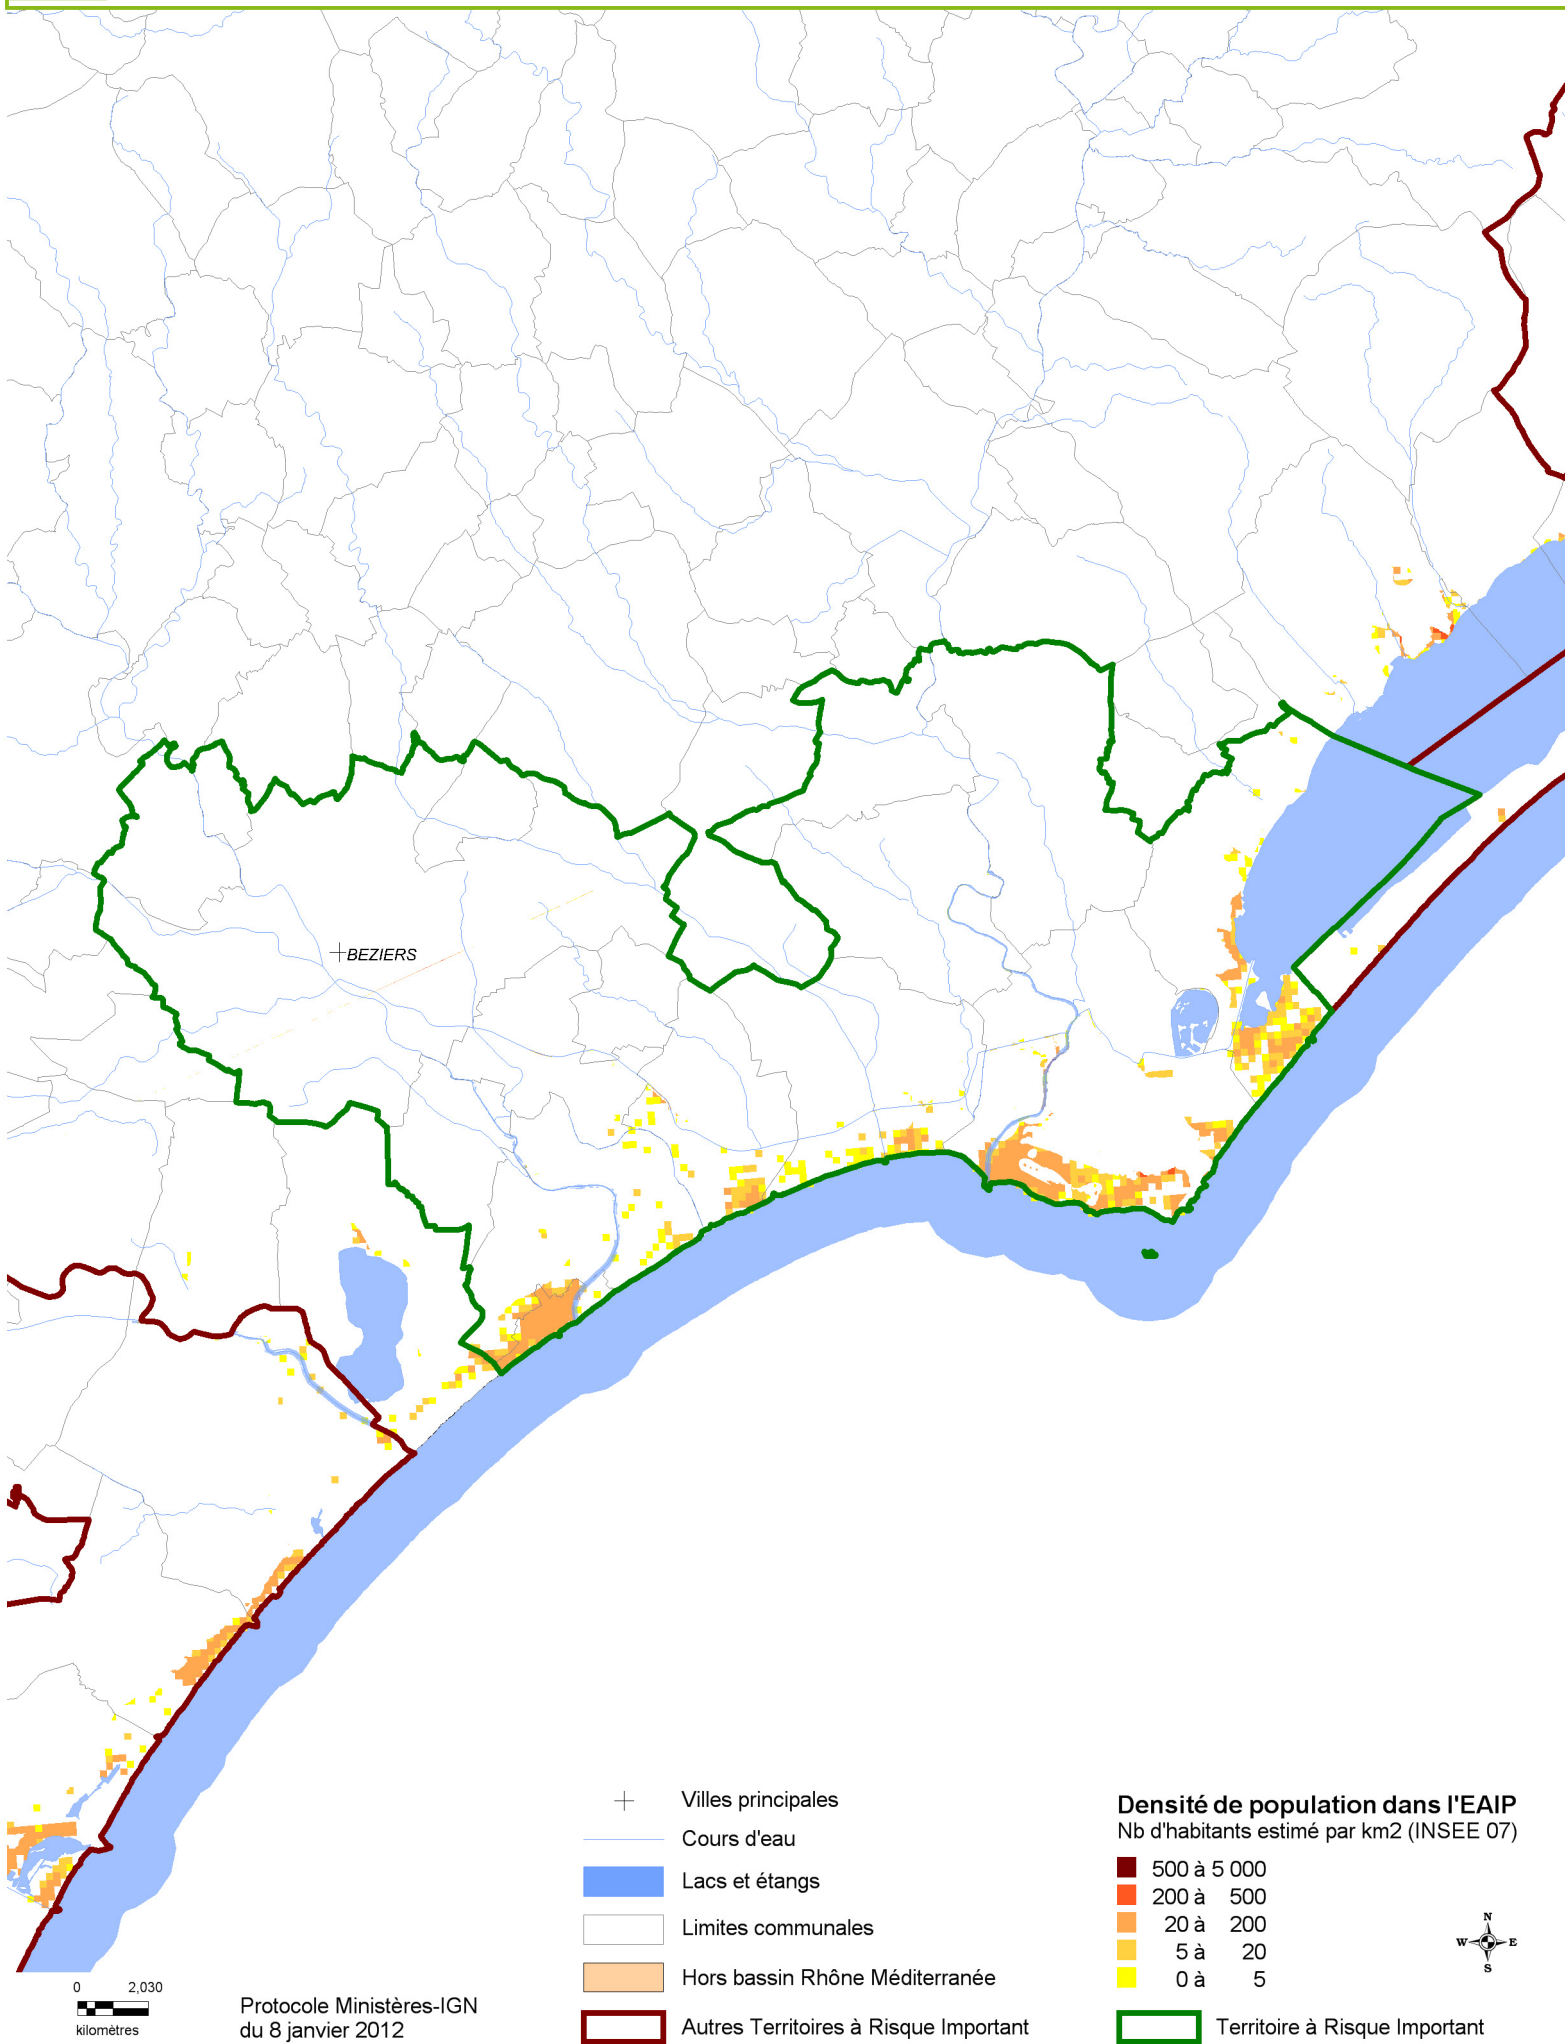 BEZIERS
Villes principales
Cours d'eau
Lacs et étangs
Limites communales
Hors bassin Rhône Méditerranée
Autres Territoires à Risque Important
Densité de population dans l'EAIP
Nb d'habitants estimé par km2 (INSEE 07)
500 à 5 000
200 à 500
20 à 200
5 à 20
0 à 5
Territoire à Risque Important
N
W E
S
0 2,030
kilomètres
Protocole Ministères-IGN
du 8 janvier 2012